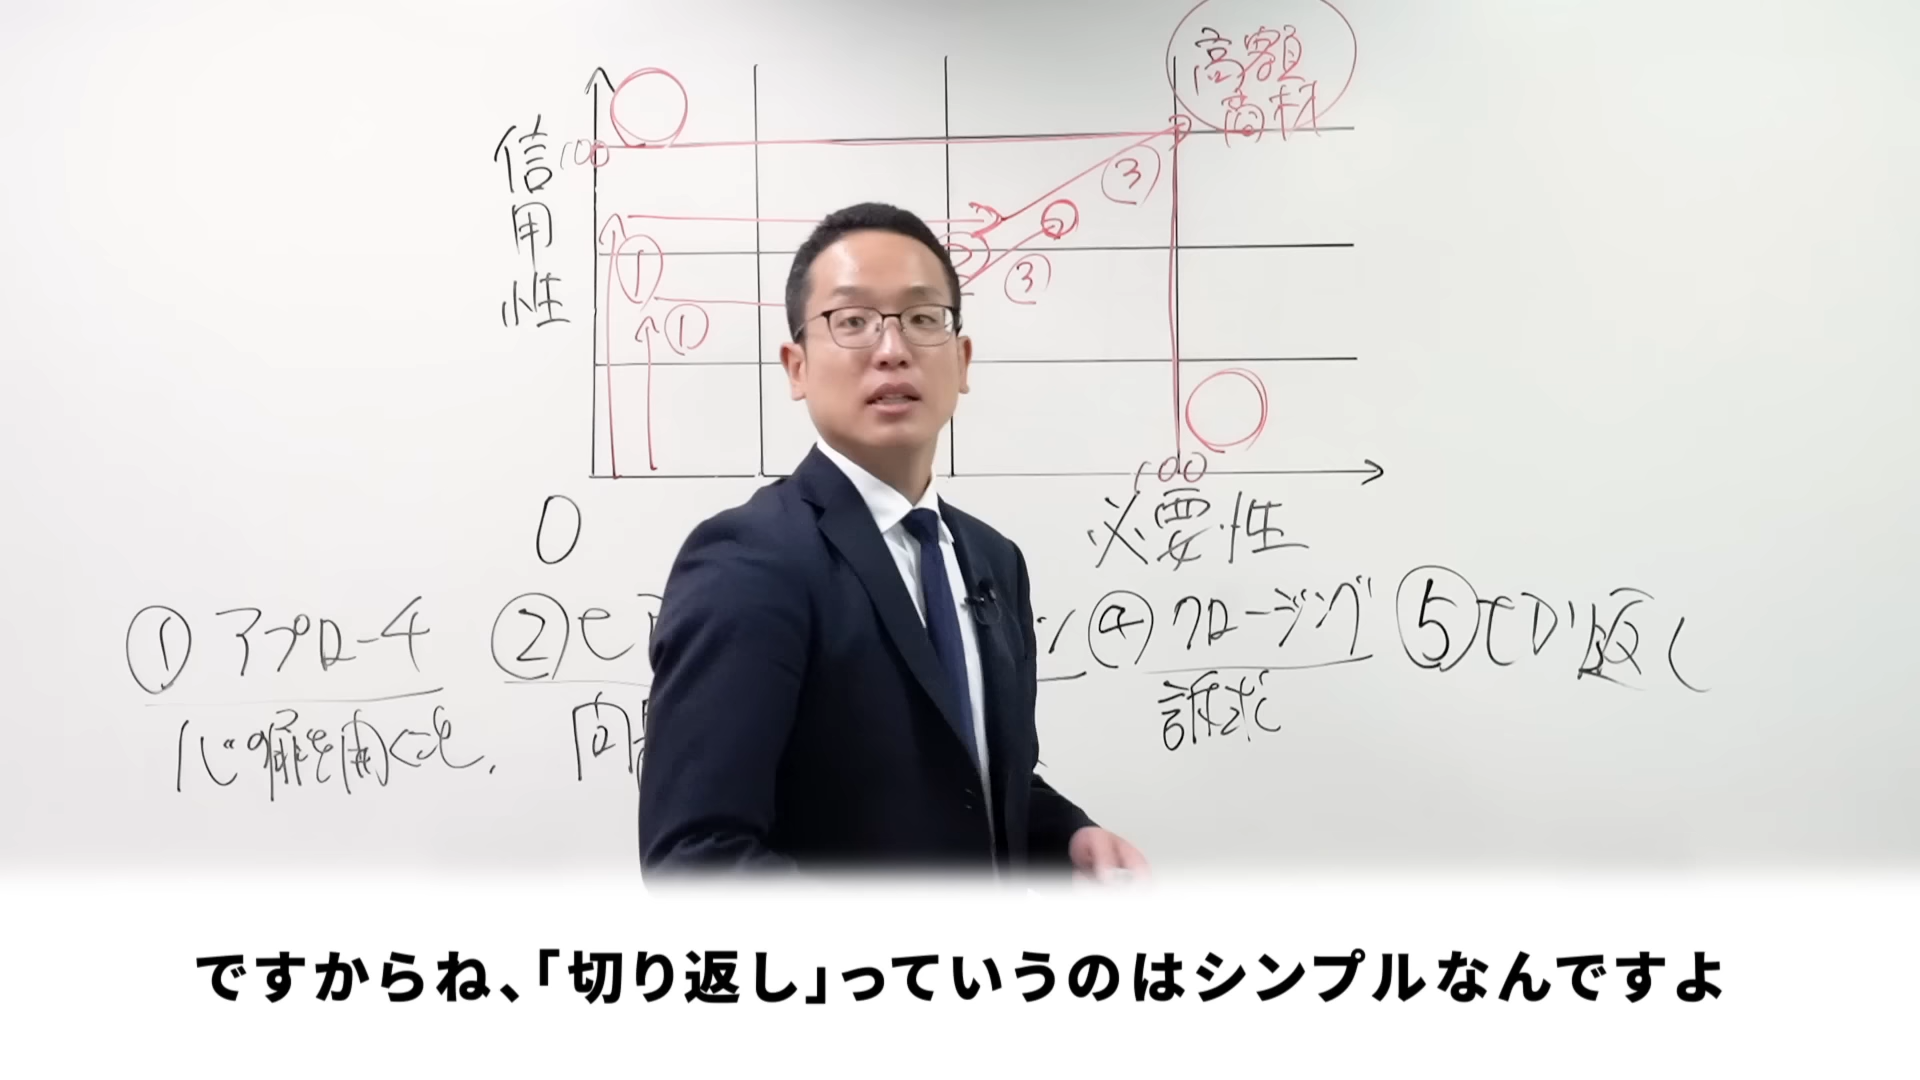 高額
商材
信用性
100
③
②
①
③
①
100
0
必要性
①アプローチ
②ヒ
ン
④クロージング
⑤切り返し
心の扉を開くこと.
問
訴求
ですからね、「切り返し」っていうのはシンプルなんですよ